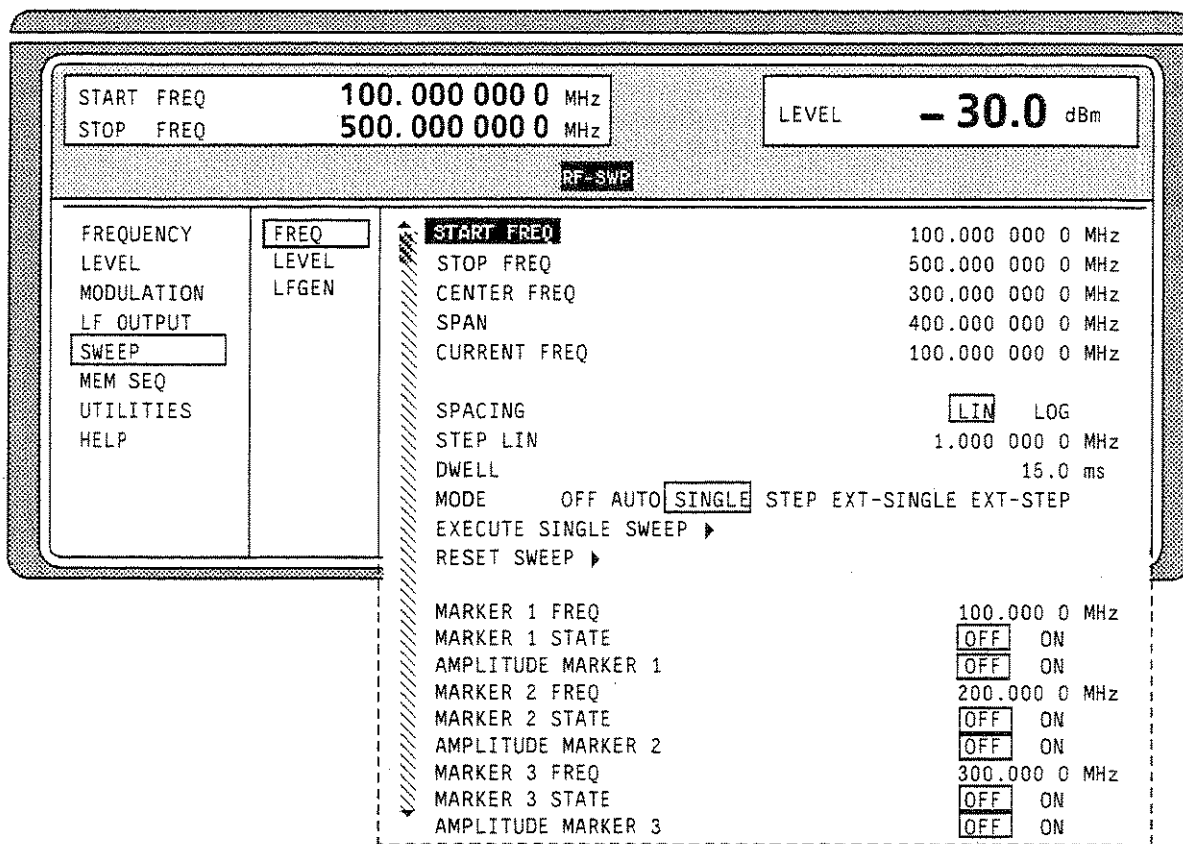 START FREQ 100.000 000 0 MHz
STOP FREQ 500.000 000 0 MHz
LEVEL - 30.0 dBm
RF-SWP
FREQUENCY
LEVEL
MODULATION
LF OUTPUT
SWEEP
MEM SEQ
UTILITIES
HELP
FREQ
LEVEL
LFGEN
START FREQ 100.000 000 0 MHz
STOP FREQ 500.000 000 0 MHz
CENTER FREQ 300.000 000 0 MHz
SPAN 400.000 000 0 MHz
CURRENT FREQ 100.000 000 0 MHz
SPACING LIN LOG
STEP LIN 1.000 000 0 MHz
DWELL 15.0 ms
MODE OFF AUTO SINGLE STEP EXT-SINGLE EXT-STEP
EXECUTE SINGLE SWEEP
RESET SWEEP
MARKER 1 FREQ 100.000 0 MHz
MARKER 1 STATE OFF ON
AMPLITUDE MARKER 1 OFF ON
MARKER 2 FREQ 200.000 0 MHz
MARKER 2 STATE OFF ON
AMPLITUDE MARKER 2 OFF ON
MARKER 3 FREQ 300.000 0 MHz
MARKER 3 STATE OFF ON
AMPLITUDE MARKER 3 OFF ON